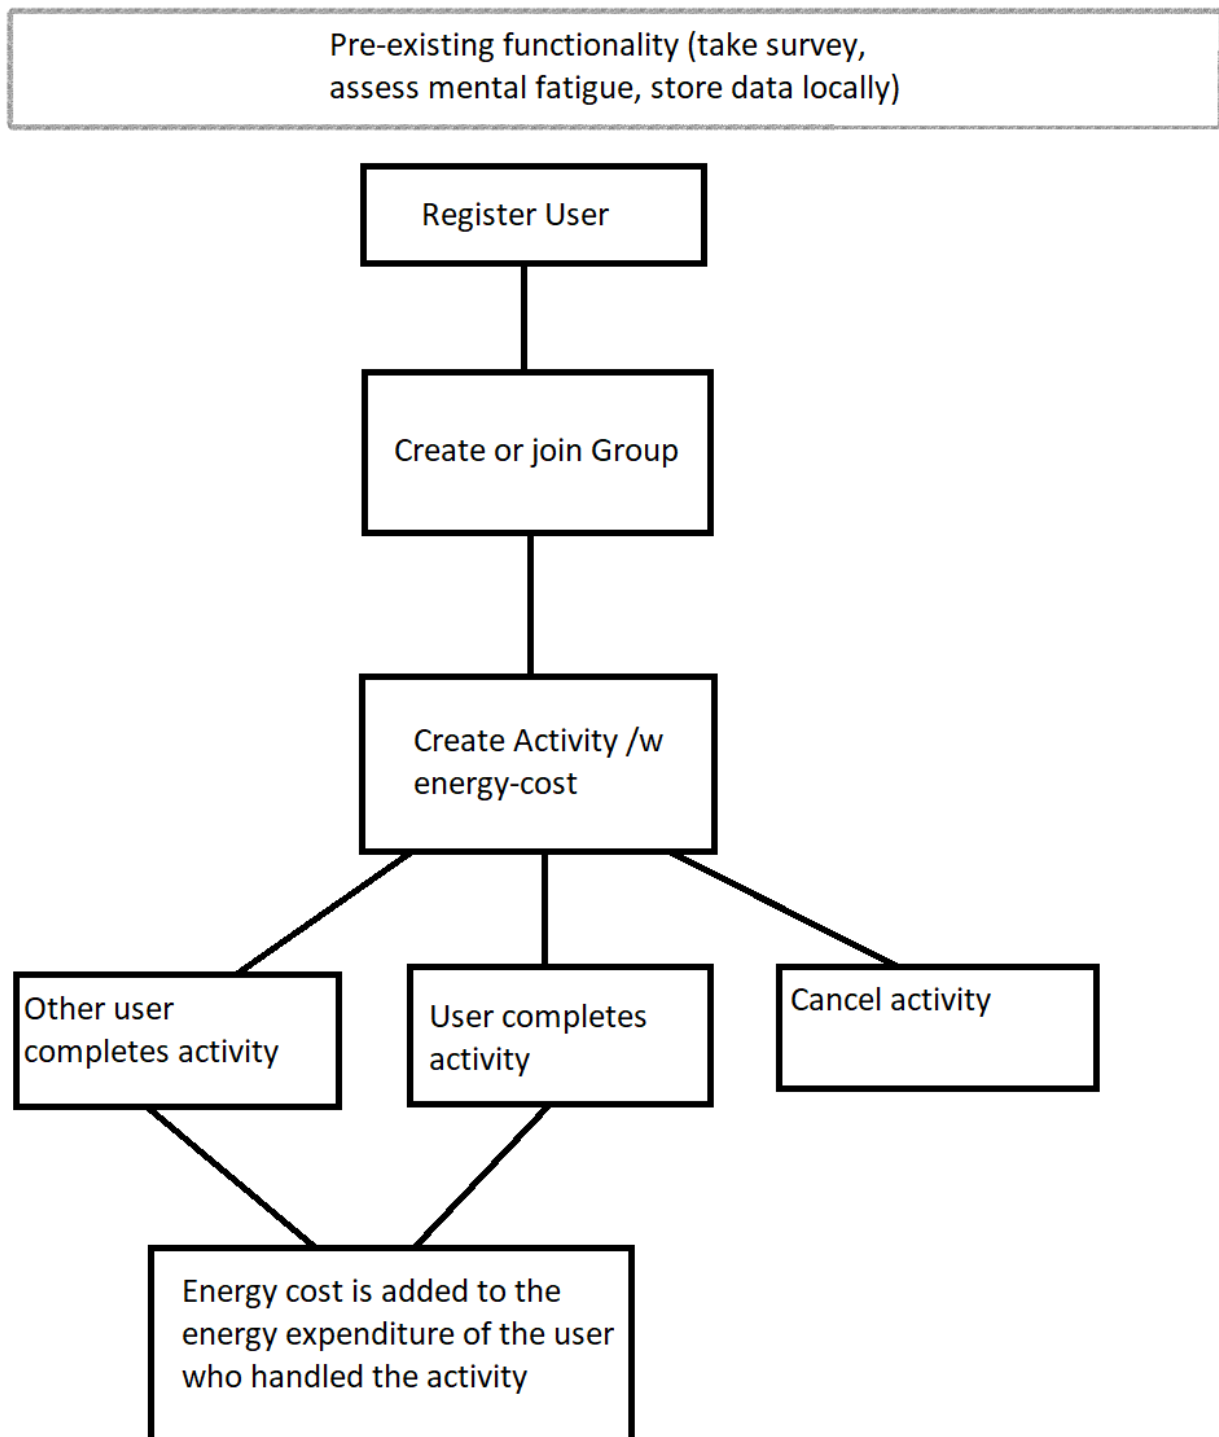 Pre-existing functionality (take survey,
assess mental fatigue, store data locally)
Register User
Create or join Group
Create Activity /w
energy-cost
Other user
completes activity
User completes
activity
Cancel activity
Energy cost is added to the
energy expenditure of the user
who handled the activity